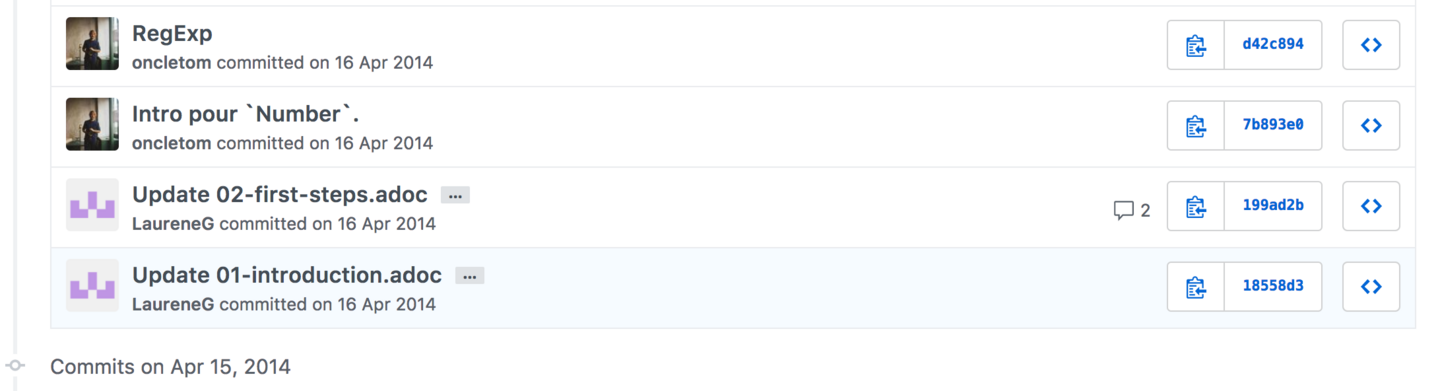 RegExp
oncletom committed on 16 Apr 2014
d42c894
Intro pour `Number`.
oncletom committed on 16 Apr 2014
7b893e0
Update 02-first-steps.adoc ...
LaureneG committed on 16 Apr 2014
2
199ad2b
Update 01-introduction.adoc ...
LaureneG committed on 16 Apr 2014
18558d3
Commits on Apr 15, 2014